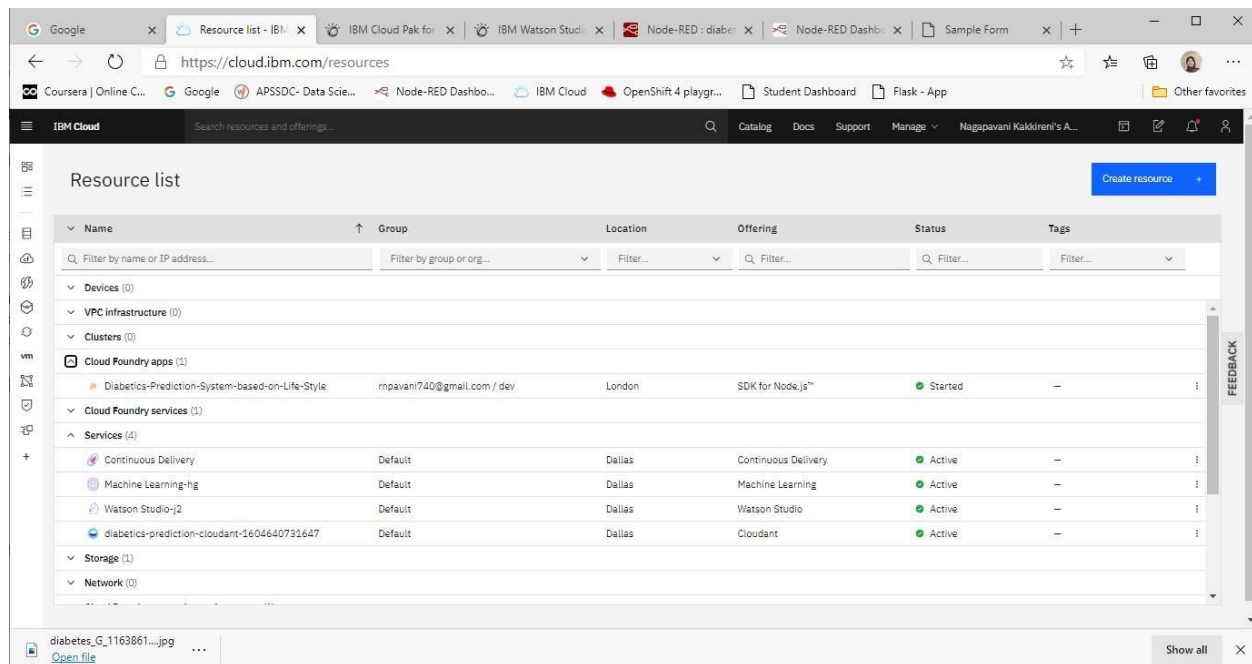 Google
Resource list - IBM
IBM Cloud Pak for
IBM Watson Studi
Node-RED : diabet
Node-RED Dashbo
Sample Form
https://cloud.ibm.com/resources
Coursera | Online C...
Google
APSSDC- Data Scie...
Node-RED Dashbo...
IBM Cloud
OpenShift 4 playgr...
Student Dashboard
Flask - App
Other favorites
IBM Cloud
Search resources and offerings...
Catalog
Docs
Support
Manage
Nagapavani Kakkireni's A...
Resource list
Create resource +
Name Group Location Offering Status Tags
Filter by name or IP address... Filter by group or org... Filter... Filter... Filter... Filter...
Devices (0)
VPC infrastructure (0)
Clusters (0)
Cloud Foundry apps (1)
Diabetics-Prediction-System-based-on-Life-Style rnpavani740@gmail.com / dev London SDK for Node.js™ Started –
Cloud Foundry services (1)
Services (4)
Continuous Delivery Default Dallas Continuous Delivery Active –
Machine Learning-hg Default Dallas Machine Learning Active –
Watson Studio-j2 Default Dallas Watson Studio Active –
diabetics-prediction-cloudant-1604640731647 Default Dallas Cloudant Active –
Storage (1)
Network (0)
vm
FEEDBACK
diabetes_G_1163861....jpg
Open file
Show all